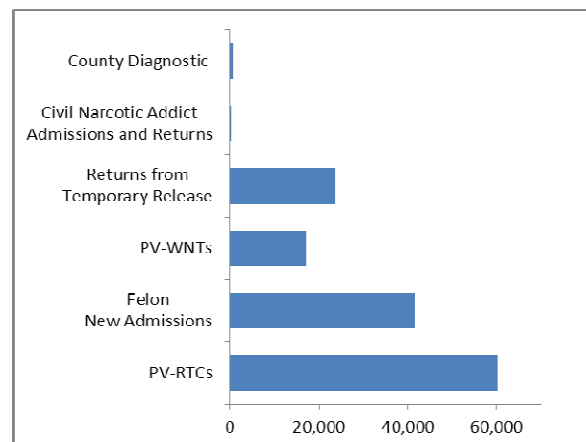 County Diagnostic
Civil Narcotic Addict
Admissions and Returns
Returns from
Temporary Release
PV-WNTs
Felon
New Admissions
PV-RTCs
0 20,000 40,000 60,000